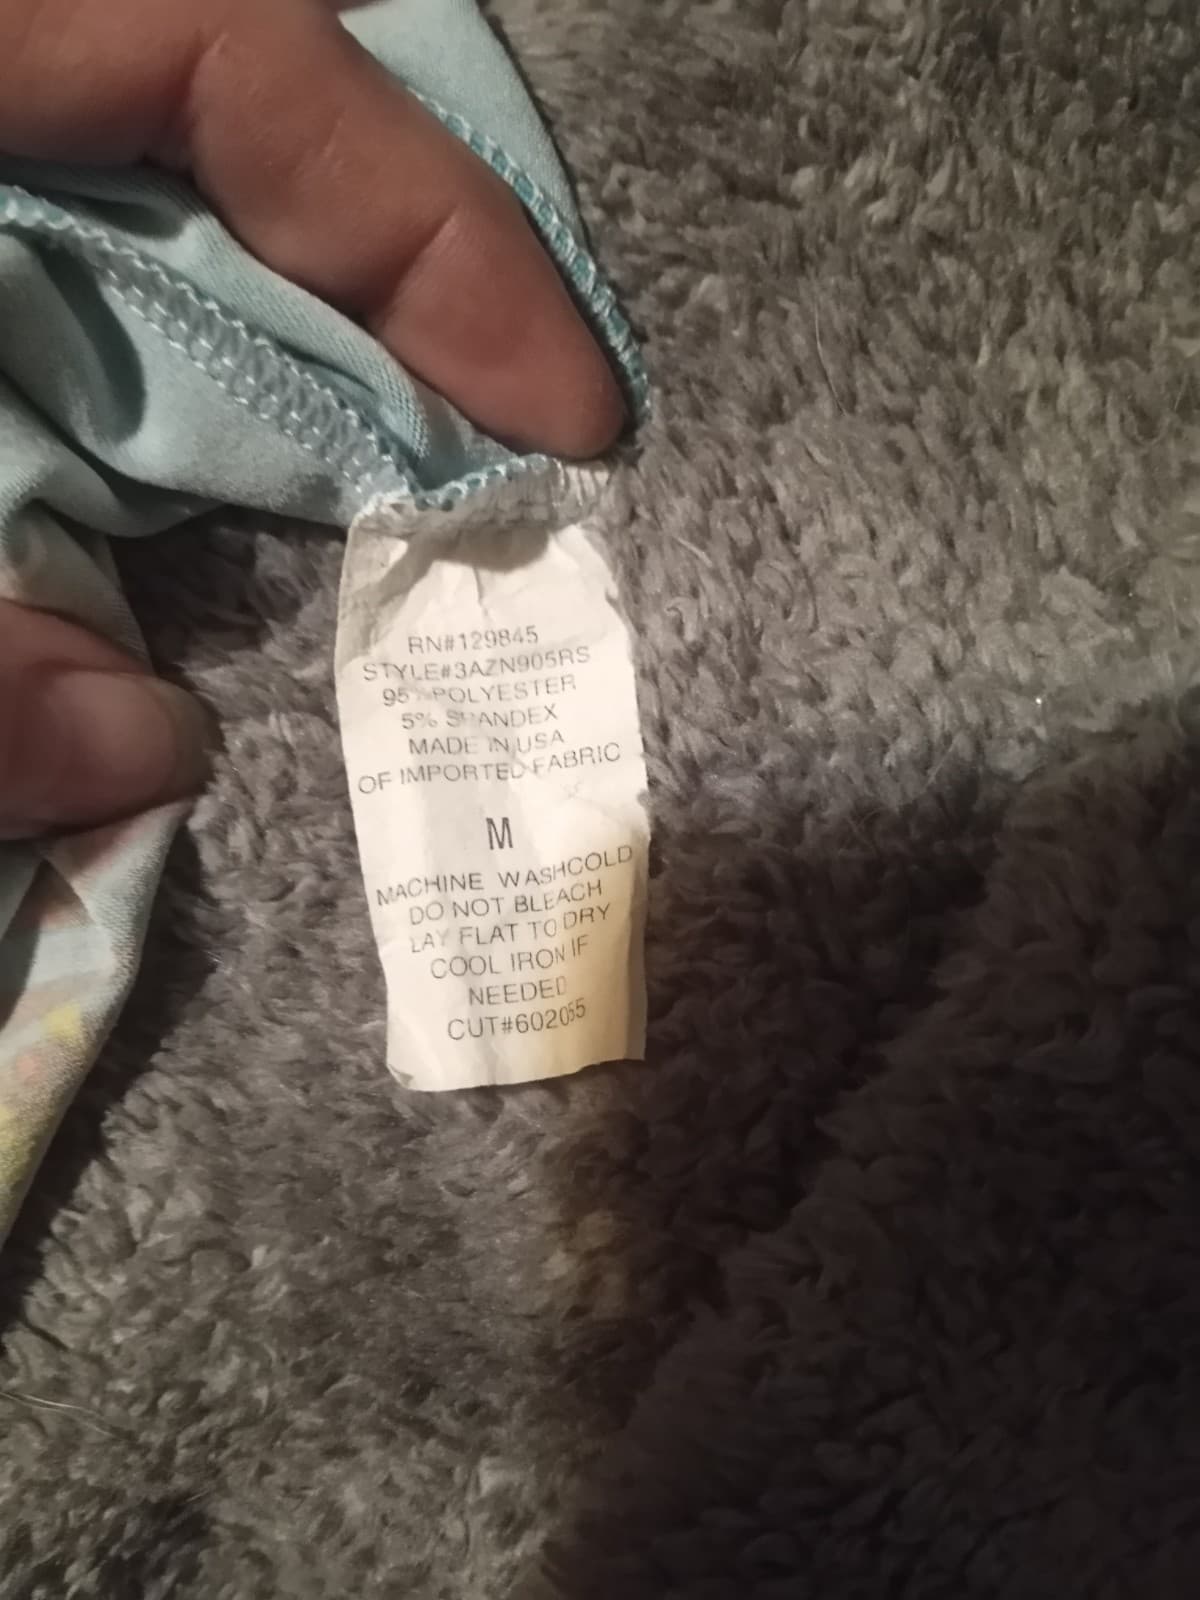 RN#129845
STYLE#3AZN905RS
95% POLYESTER
5% SPANDEX
MADE IN USA
OF IMPORTED FABRIC
M
MACHINE WASHCOLD
DO NOT BLEACH
LAY FLAT TO DRY
COOL IRON IF
NEEDED
CUT#602055